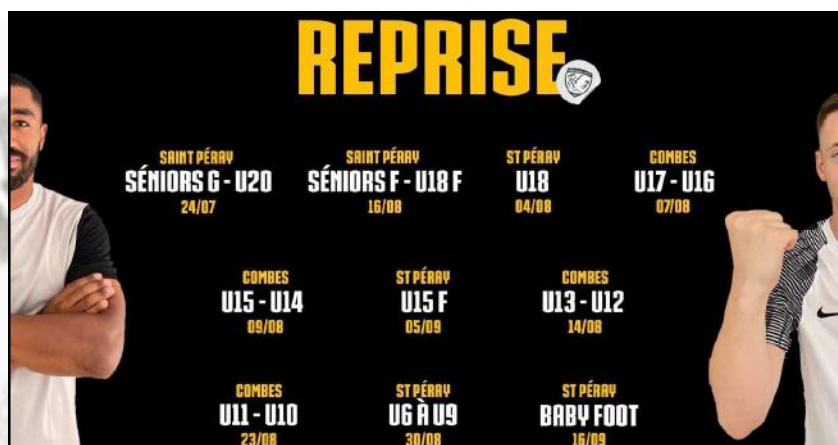 REPRISE
SAINT PÉRAY
SÉNIORS G - U20
24/07
SAINT PÉRAY
SÉNIORS F - U18 F
16/08
ST PÉRAY
U18
04/08
COMBES
U17 - U16
07/08
COMBES
U15 - U14
09/08
ST PÉRAY
U15 F
05/09
COMBES
U13 - U12
14/08
COMBES
U11 - U10
23/08
ST PÉRAY
U6 À U9
30/08
ST PÉRAY
BABY FOOT
16/09